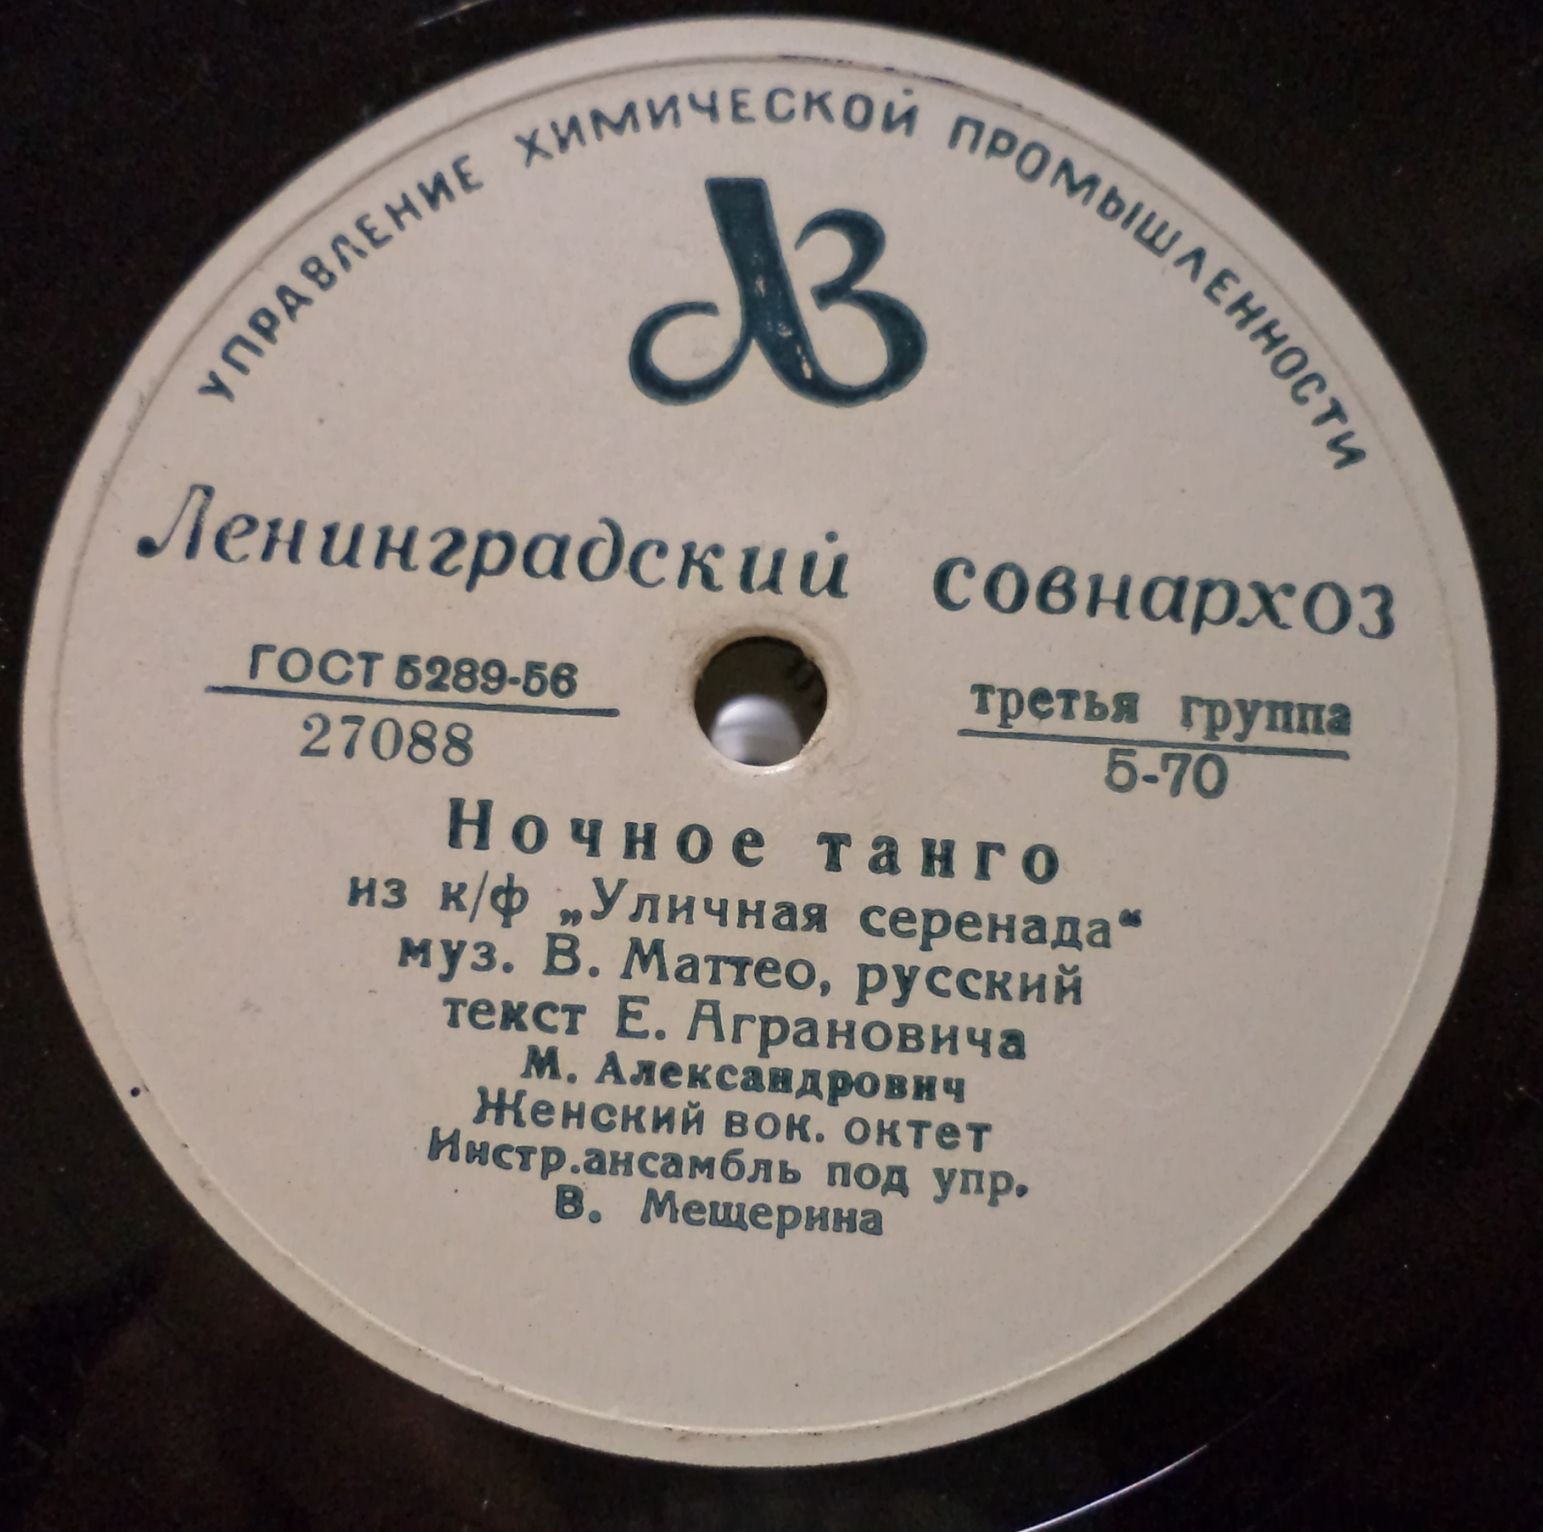 УПРАВЛЕНИЕ ХИМИЧЕСКОЙ ПРОМЫШЛЕННОСТИ
ЛЗ
Ленинградский совнархоз
ГОСТ 5289-56
27088
третья группа
5-70
Ночное танго
из к/ф „Уличная серенада“
муз. В. Маттео, русский
текст Е. Аграновича
М. Александрович
Женский вок. октет
Инстр.ансамбль под упр.
В. Мещерина